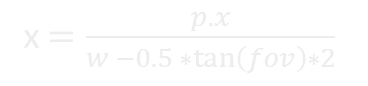 x = p.x / w −0.5 *tan(fov)*2